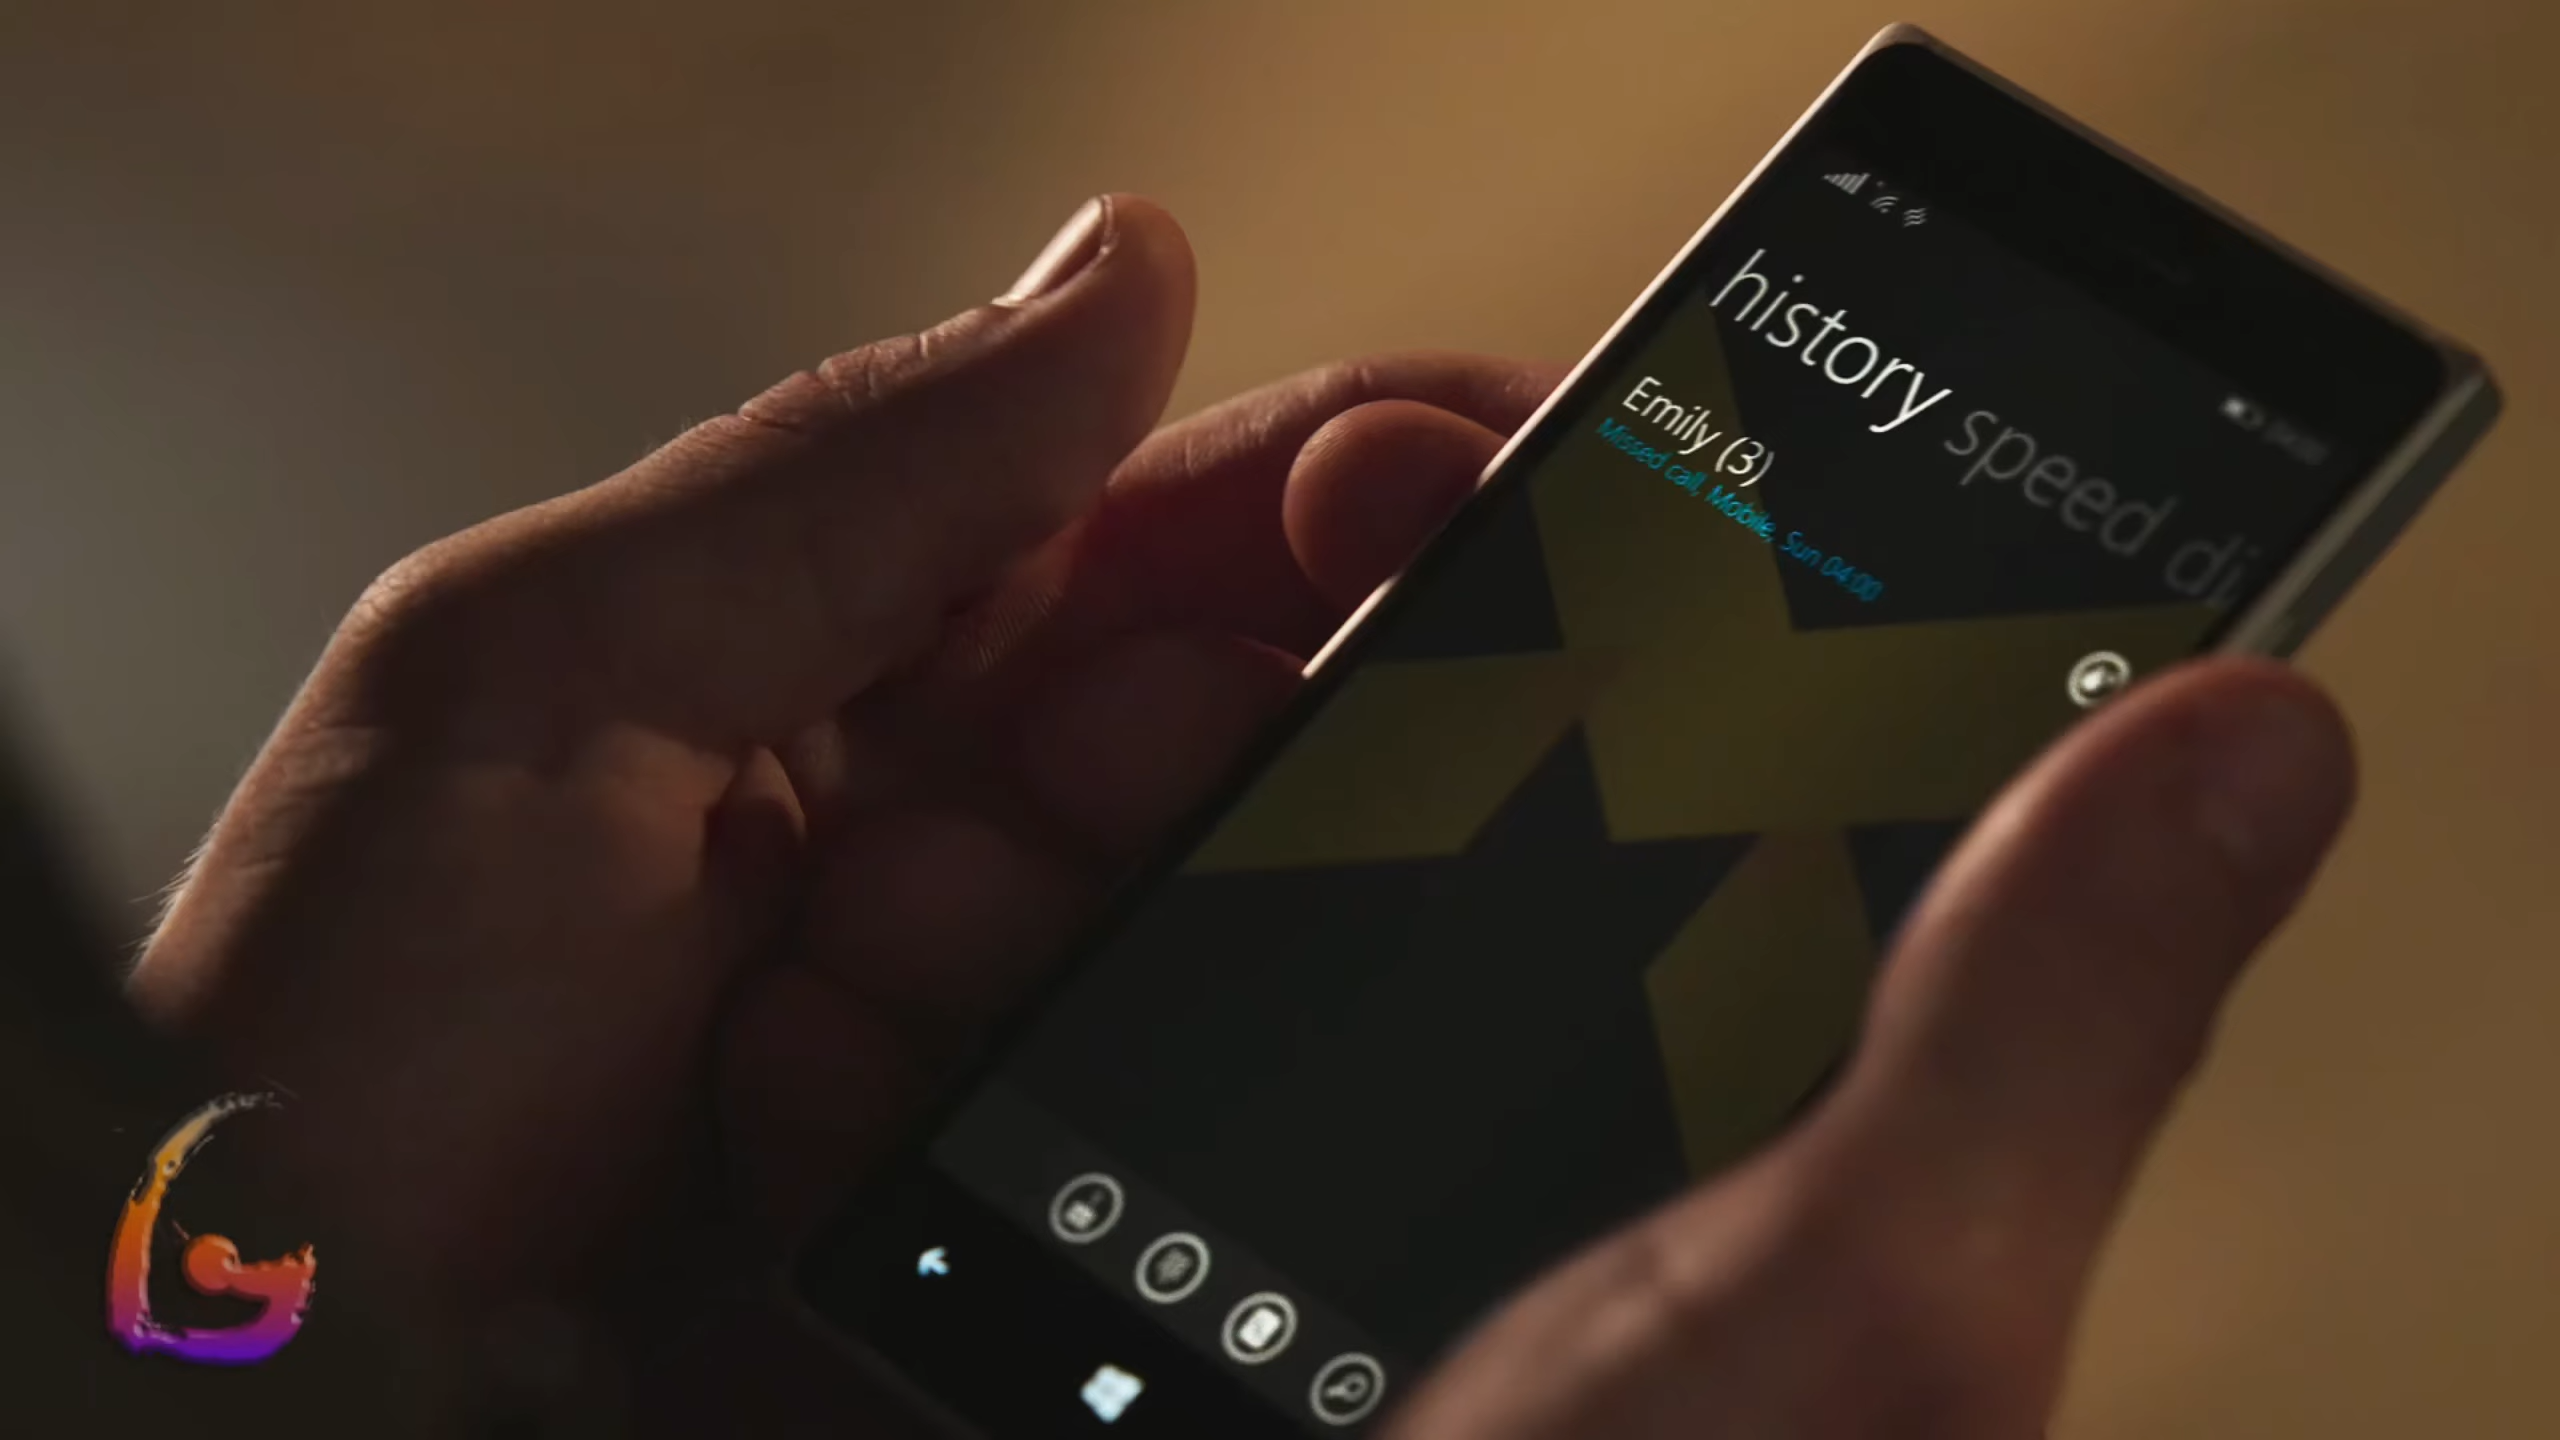 history speed di
Emily (3)
Missed call, Mobile, Sun 04:00